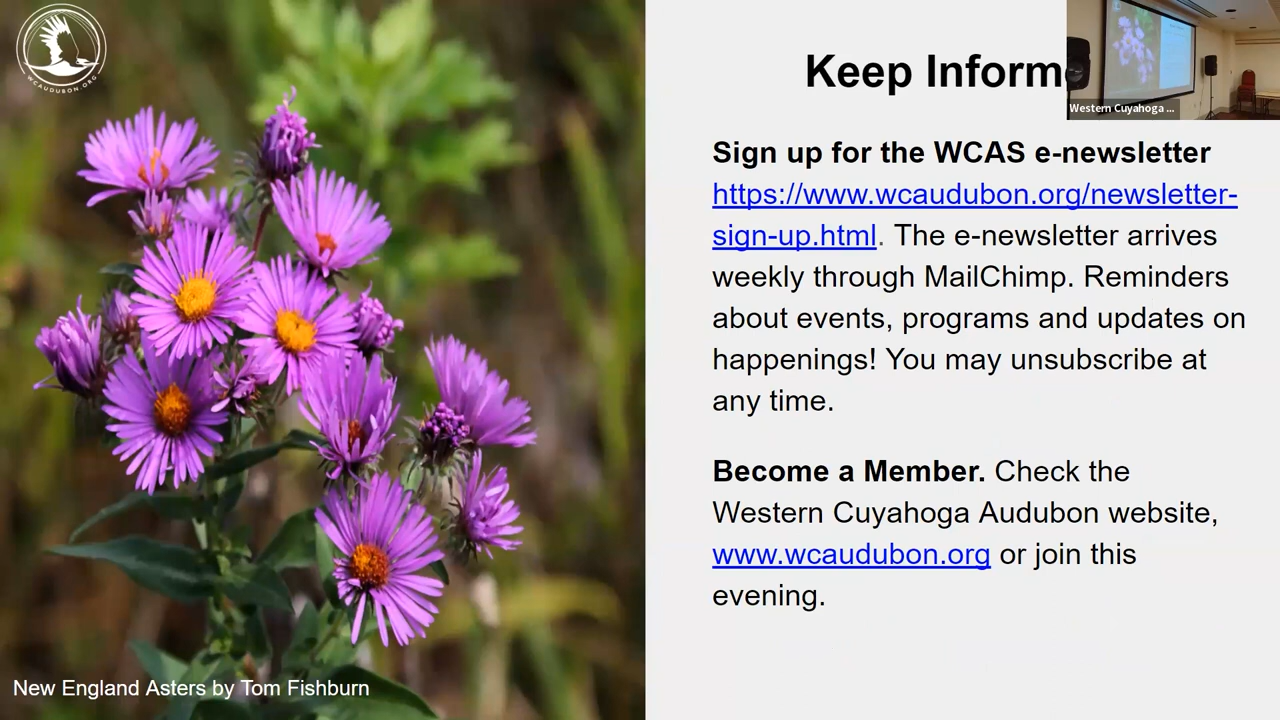 WCAUDUBON.ORG
Keep Inform
Western Cuyahoga ...
Sign up for the WCAS e-newsletter
https://www.wcaudubon.org/newsletter-
sign-up.html. The e-newsletter arrives
weekly through MailChimp. Reminders
about events, programs and updates on
happenings! You may unsubscribe at
any time.
Become a Member. Check the
Western Cuyahoga Audubon website,
www.wcaudubon.org or join this
evening.
New England Asters by Tom Fishburn